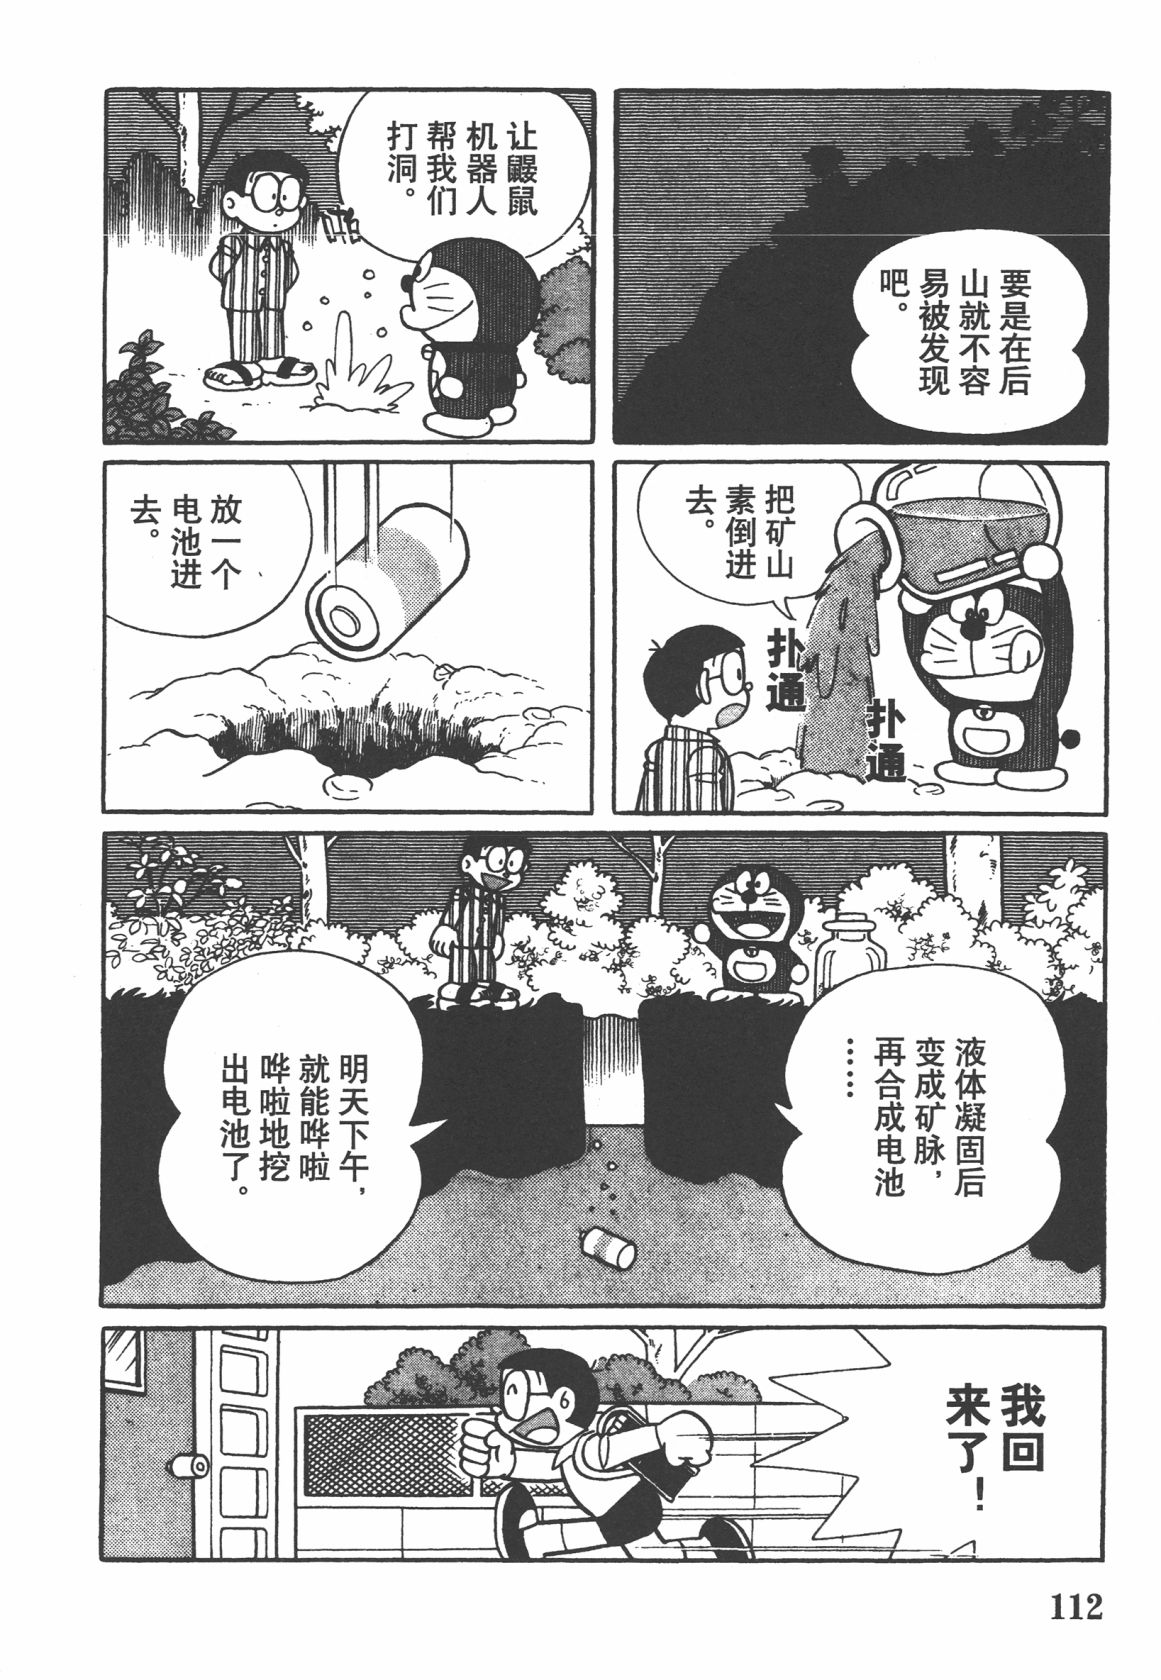 要是在后
山就不容
易被发现
吧。
让鼹鼠
机器人
帮我们
打洞。
把矿山
素倒进
去。
扑通
扑通
放一个
电池进
去。
液体凝固后
变成矿脉，
再合成电池
……
明天下午，
就能哗啦
哗啦地挖
出电池了。
我回
来了！
112